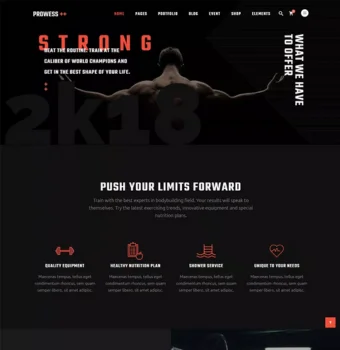 PROWESS ++
HOME PAGES PORTFOLIO BLOG EVENT SHOP ELEMENTS
STRONG
BEAT THE ROUTINE: TRAIN AT THE
CALIBER OF WORLD CHAMPIONS AND
GET IN THE BEST SHAPE OF YOUR LIFE.
:
WHAT WE HAVE
TO OFFER
2k18
PUSH YOUR LIMITS FORWARD
Train with the best experts in bodybuilding field. Your results will speak to
themselves. Try the latest exercising trends, innovative equipment and special
nutrition plans.
QUALITY EQUIPMENT
Maecenas tempus, tellus eget
condimentum rhoncus, sem quam
semper libero, sit amet adipisc.
HEALTHY NUTRITION PLAN
Maecenas tempus, tellus eget
condimentum rhoncus, sem quam
semper libero, sit amet adipisc.
SHOWER SERVICE
Maecenas tempus, tellus eget
condimentum rhoncus, sem quam
semper libero, sit amet adipisc.
UNIQUE TO YOUR NEEDS
Maecenas tempus, tellus eget
condimentum rhoncus, sem quam
semper libero, sit amet adipisc.